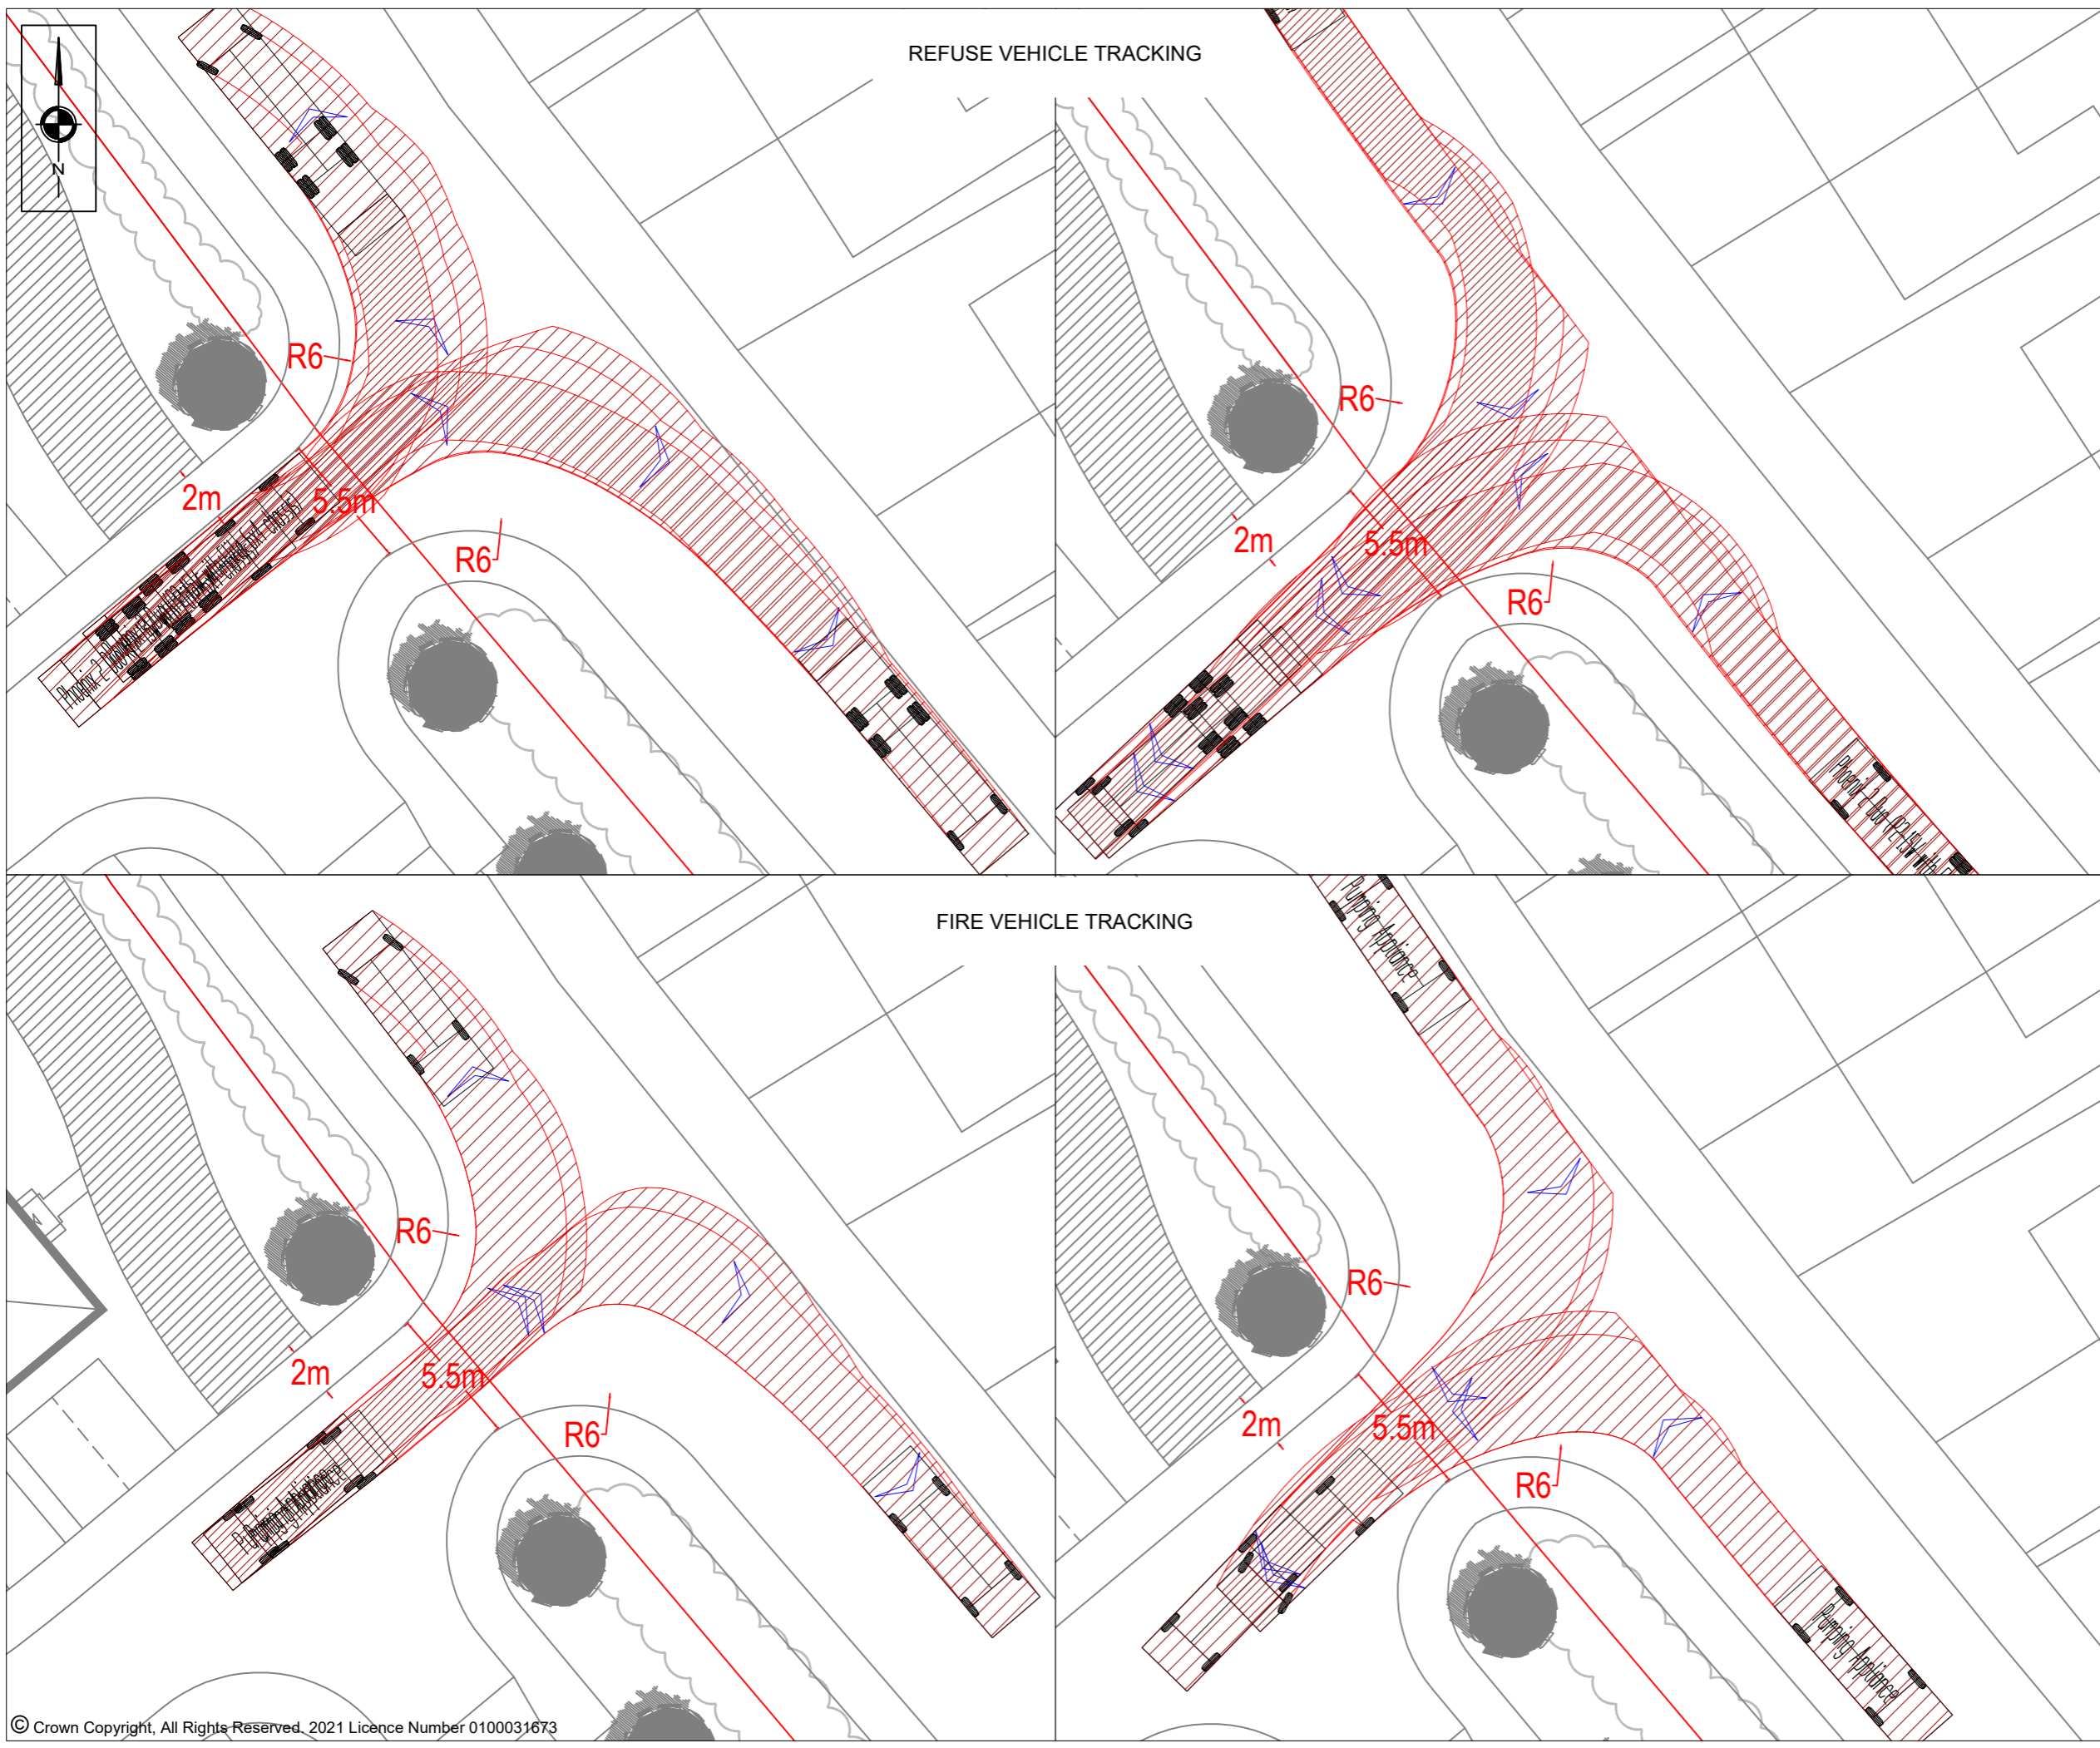 REFUSE VEHICLE TRACKING
N
R6
2m
5.5m
R6
R6
2m
5.5m
R6
FIRE VEHICLE TRACKING
Pumping Appliance
R6
2m
5.5m
R6
R6
2m
5.5m
R6
Pumping Appliance
© Crown Copyright, All Rights Reserved. 2021 Licence Number 0100031673